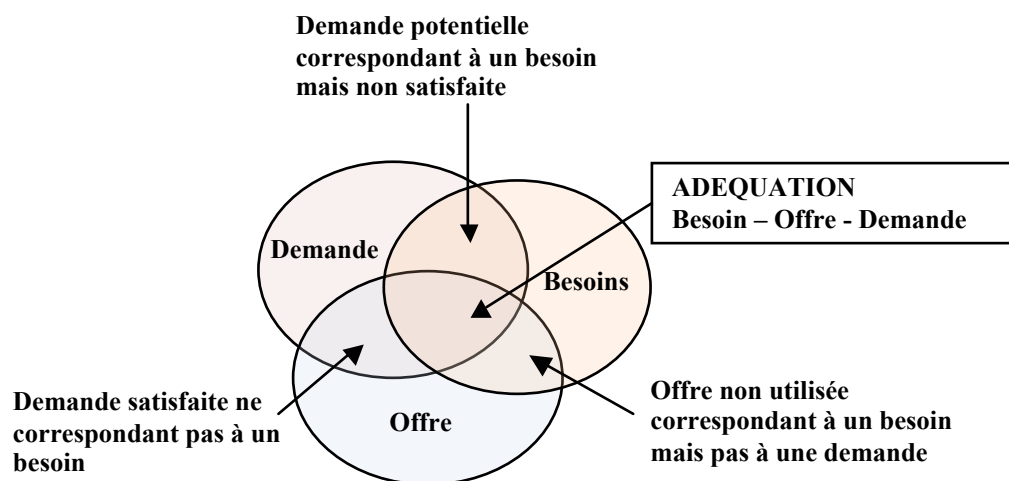 Demande potentielle
correspondant à un besoin
mais non satisfaite
ADEQUATION
Besoin – Offre - Demande
Demande
Besoins
Demande satisfaite ne
correspondant pas à un
besoin
Offre
Offre non utilisée
correspondant à un besoin
mais pas à une demande